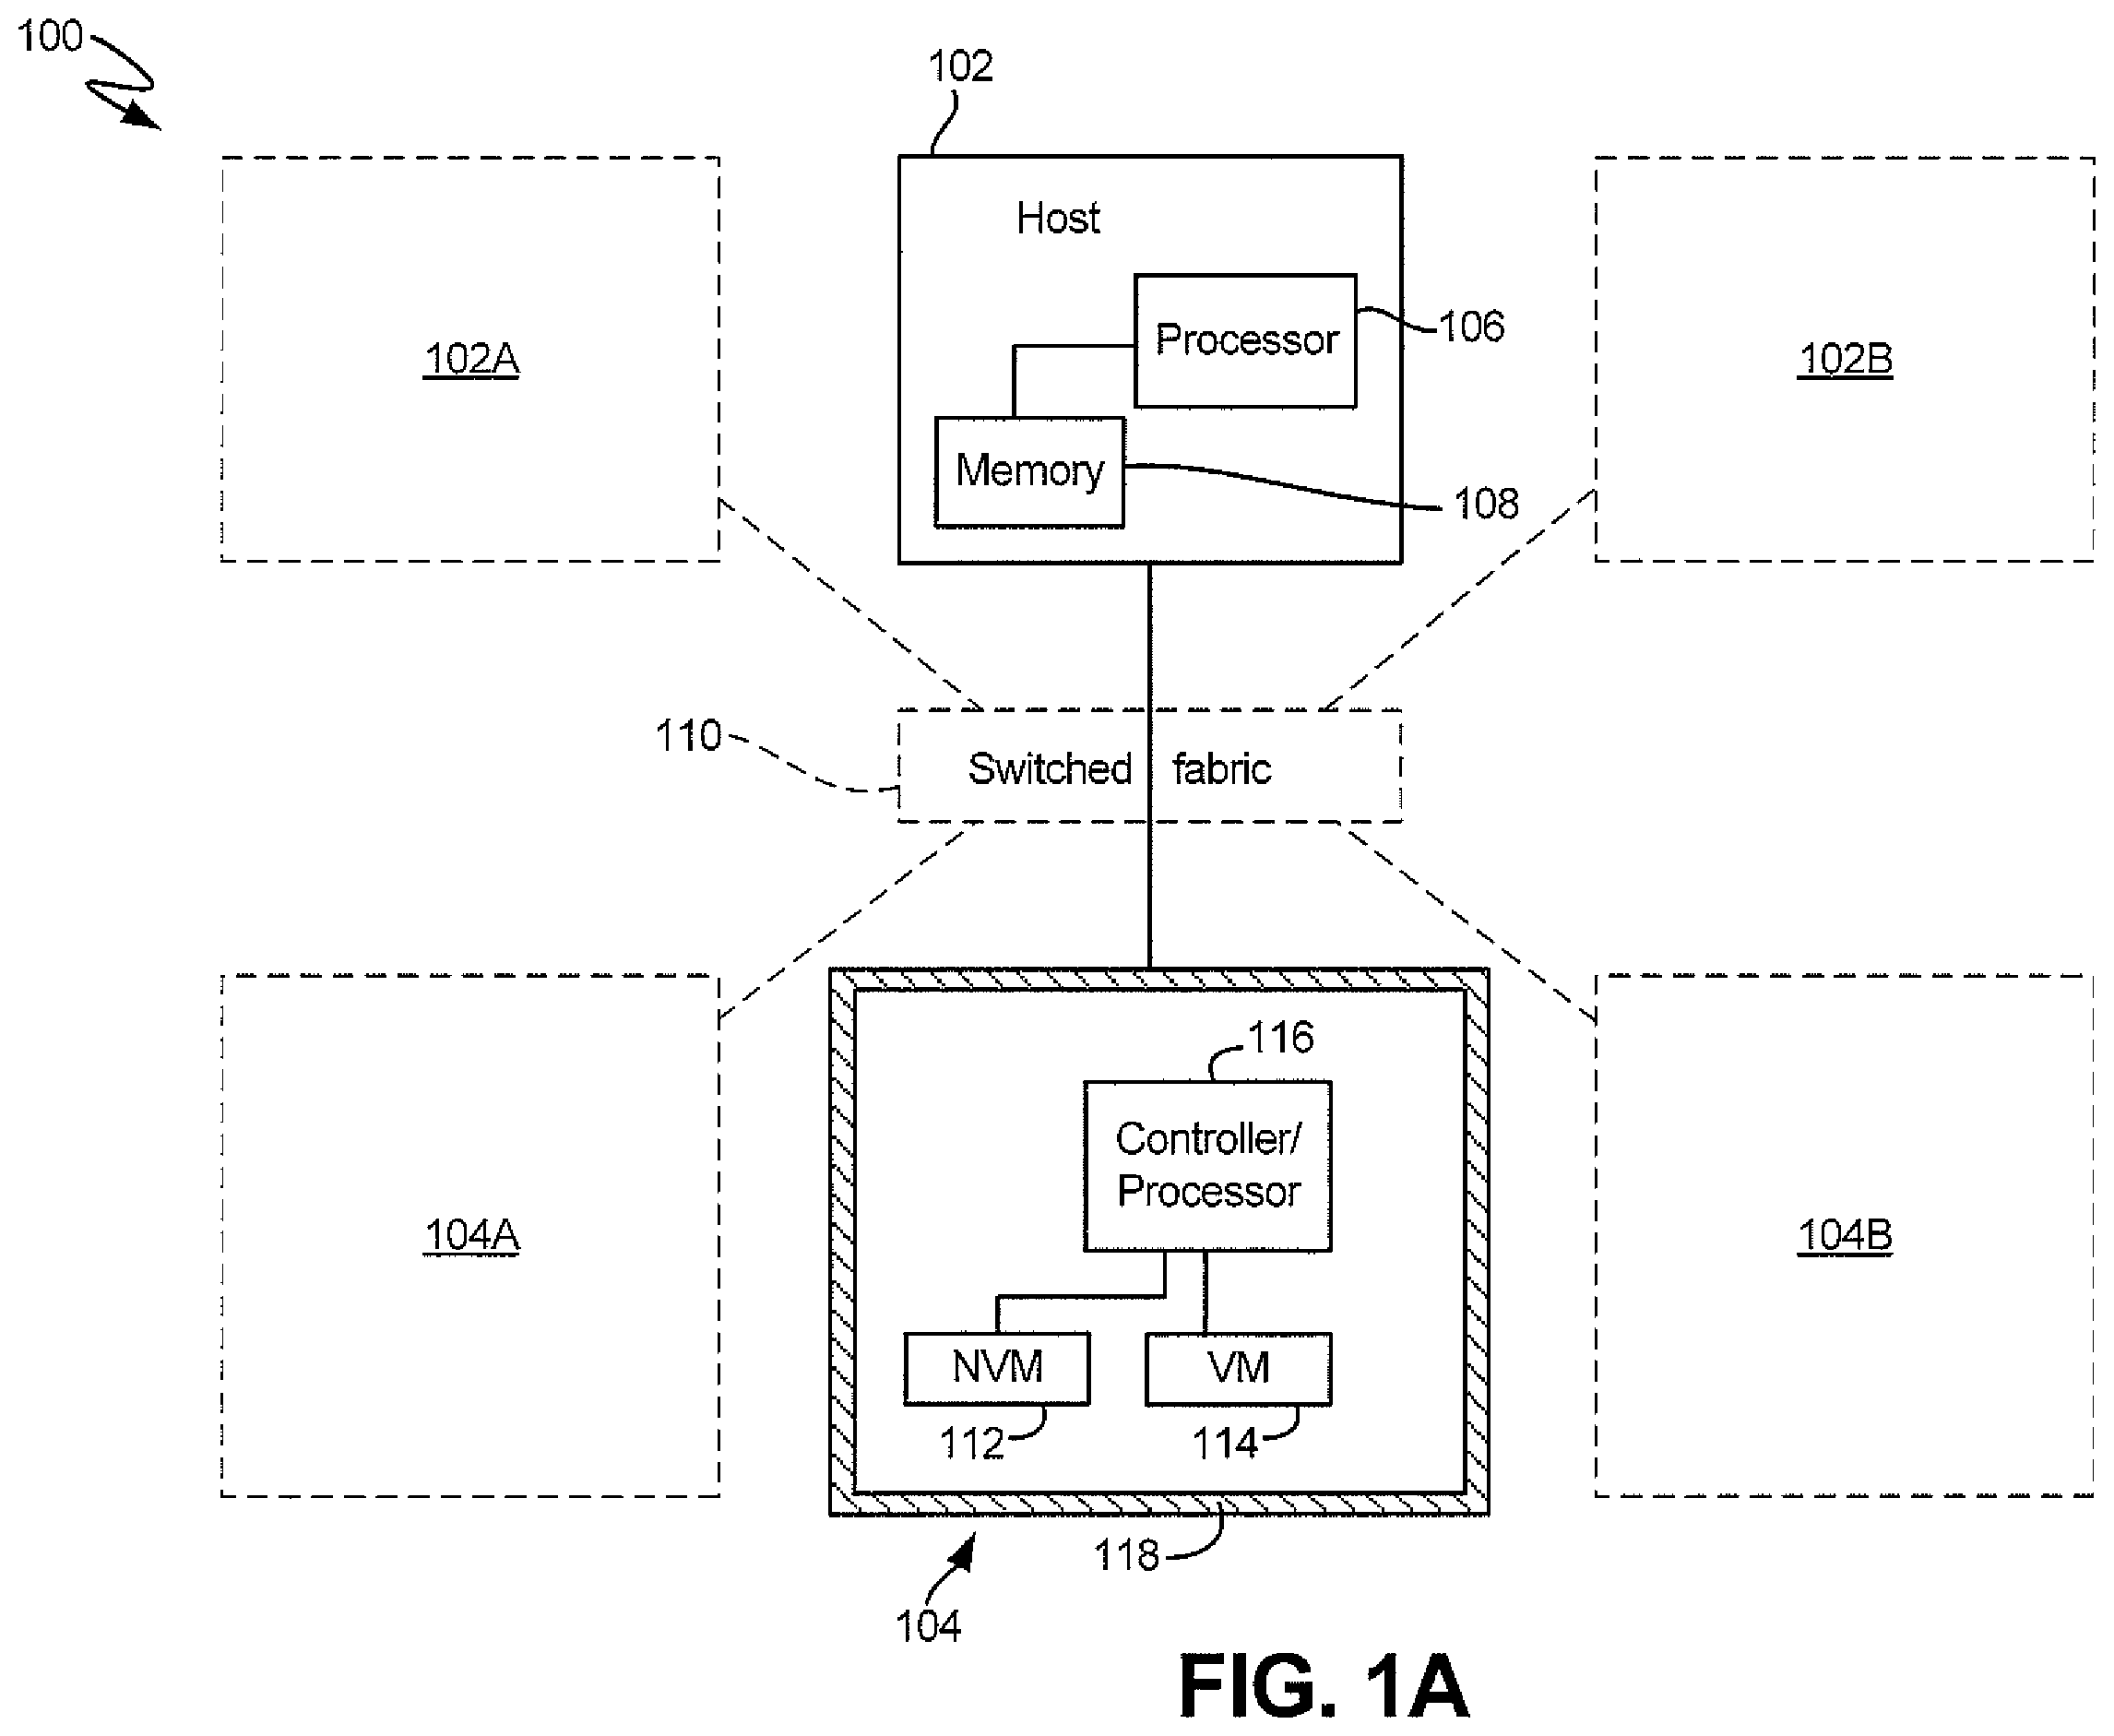 100
102
Host
Processor
106
102A
102B
Memory
108
110
Switched fabric
116
Controller/
Processor
104A
104B
NVM
VM
112
114
118
104
FIG. 1A